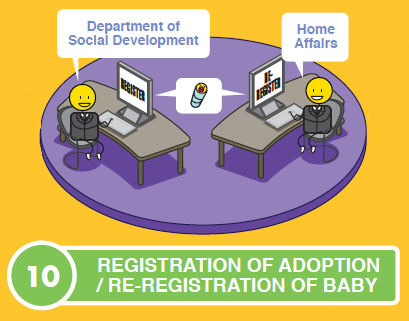 Department of
Social Development
Home
Affairs
REGISTER
RE-
REGISTER
10
REGISTRATION OF ADOPTION
/ RE-REGISTRATION OF BABY